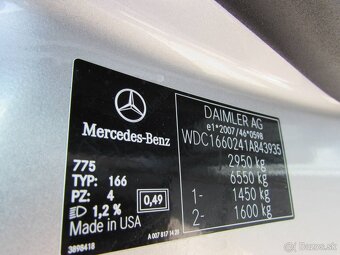 DAIMLER AG
e1*2007/46*0598
WDC1660241A843935
2950 kg
6550 kg
1- 1450 kg
2- 1600 kg
Mercedes-Benz
775
TYP: 166
PZ: 4 0,49
1,2 %
Made in USA
3898418
A 007 817 14 20
Bazoš.sk